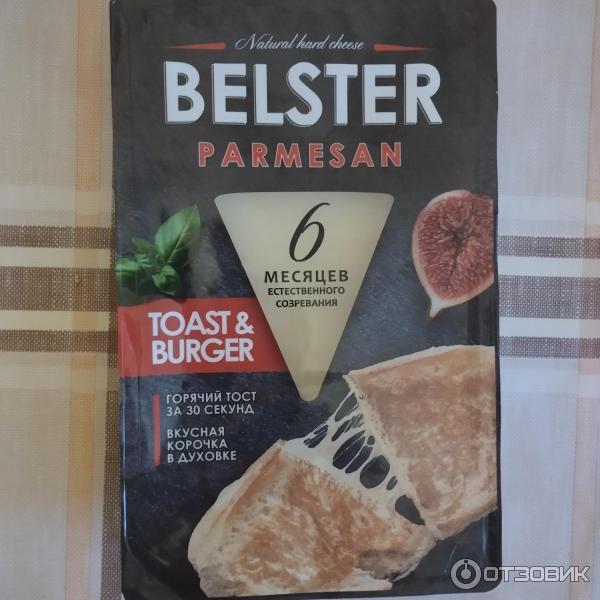 Natural hard cheese
BELSTER
PARMESAN
6
МЕСЯЦЕВ
ЕСТЕСТВЕННОГО
СОЗРЕВАНИЯ
TOAST &
BURGER
ГОРЯЧИЙ ТОСТ
ЗА 30 СЕКУНД
ВКУСНАЯ
КОРОЧКА
В ДУХОВКЕ
ОТЗОВИК